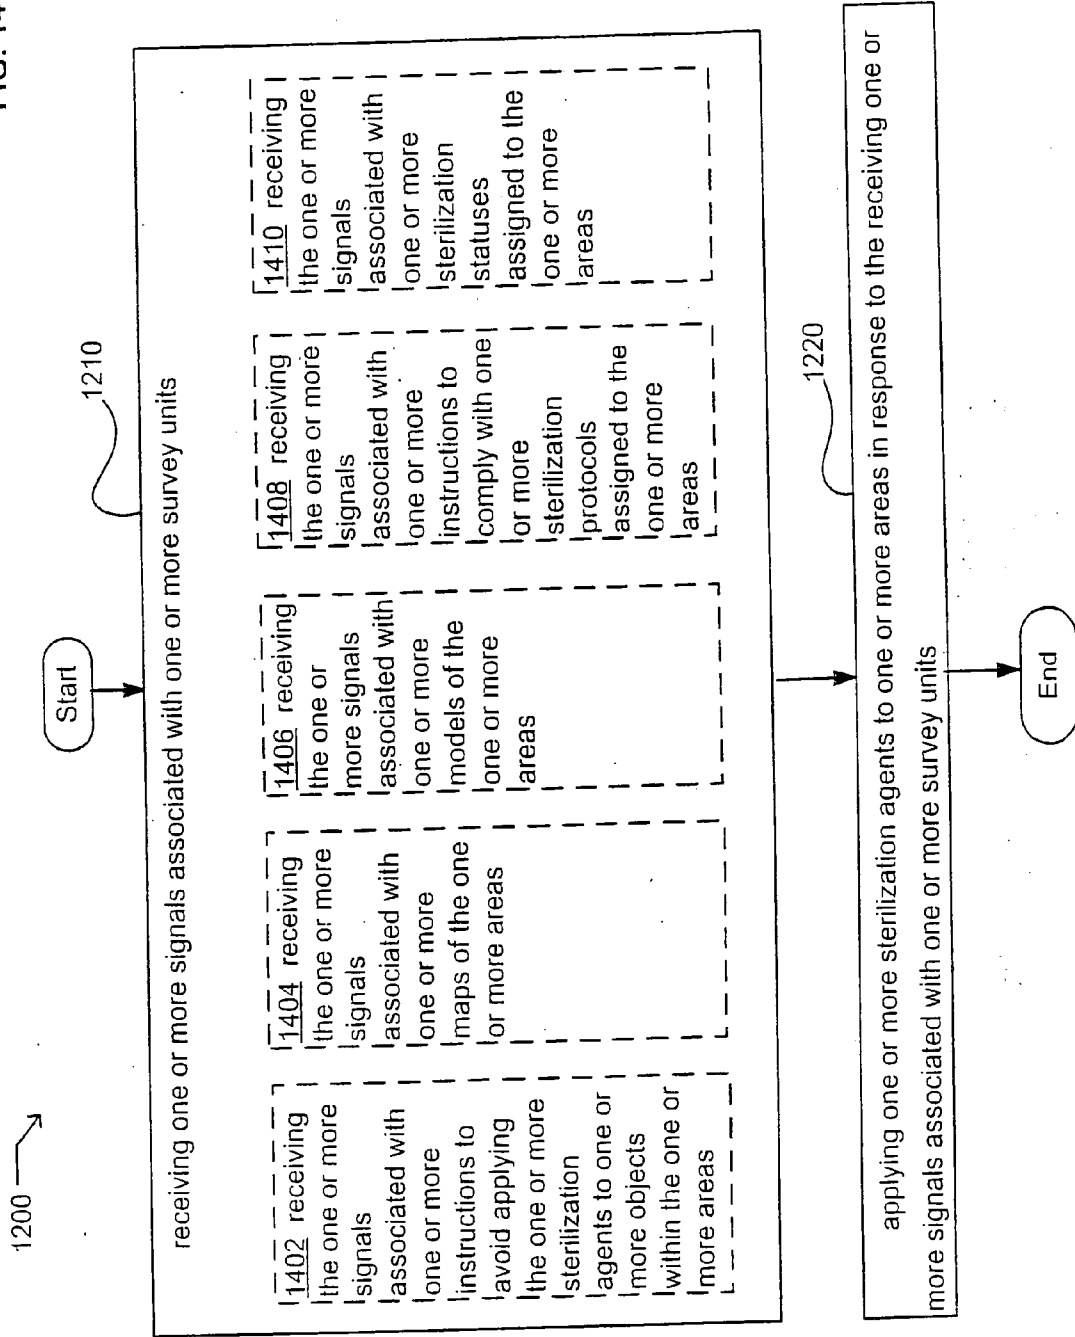 FIG. 14
1200
Start
1210
receiving one or more signals associated with one or more survey units
1402 receiving
the one or more
signals
associated with
one or more
instructions to
avoid applying
the one or more
sterilization
agents to one or
more objects
within the one or
more areas
1404 receiving
the one or more
signals
associated with
one or more
maps of the one
or more areas
1406 receiving
the one or
more signals
associated with
one or more
models of the
one or more
areas
1408 receiving
the one or more
signals
associated with
one or more
instructions to
comply with one
or more
sterilization
protocols
assigned to the
one or more
areas
1410 receiving
the one or more
signals
associated with
one or more
sterilization
statuses
assigned to the
one or more
areas
1220
applying one or more sterilization agents to one or more areas in response to the receiving one or
more signals associated with one or more survey units
End